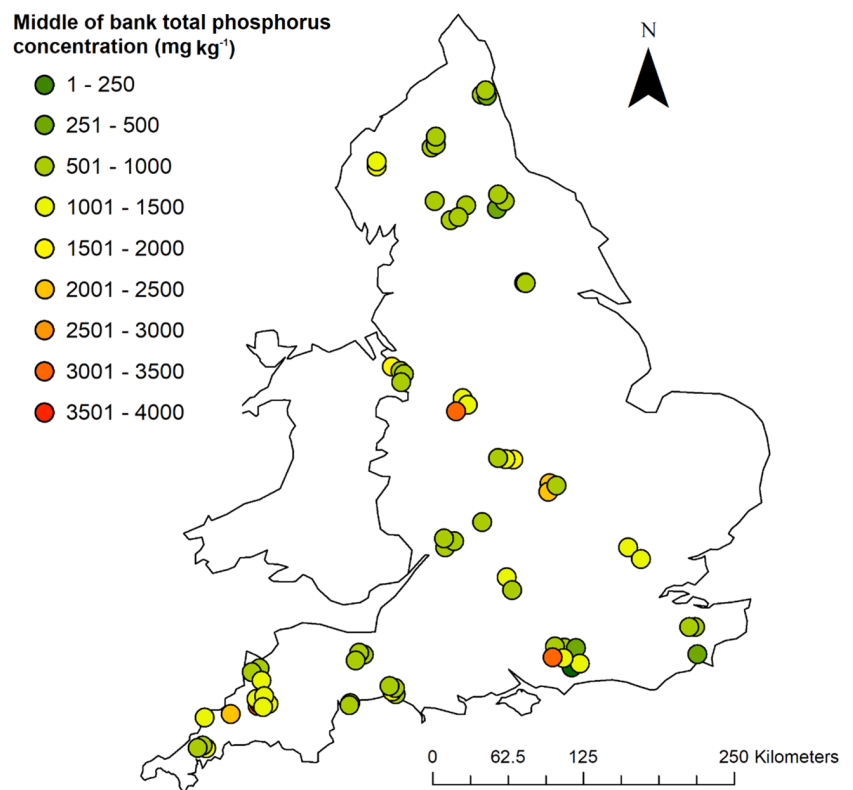 Middle of bank total phosphorus
concentration (mg kg⁻¹)
N
1 - 250
251 - 500
501 - 1000
1001 - 1500
1501 - 2000
2001 - 2500
2501 - 3000
3001 - 3500
3501 - 4000
0 62.5 125 250 Kilometers